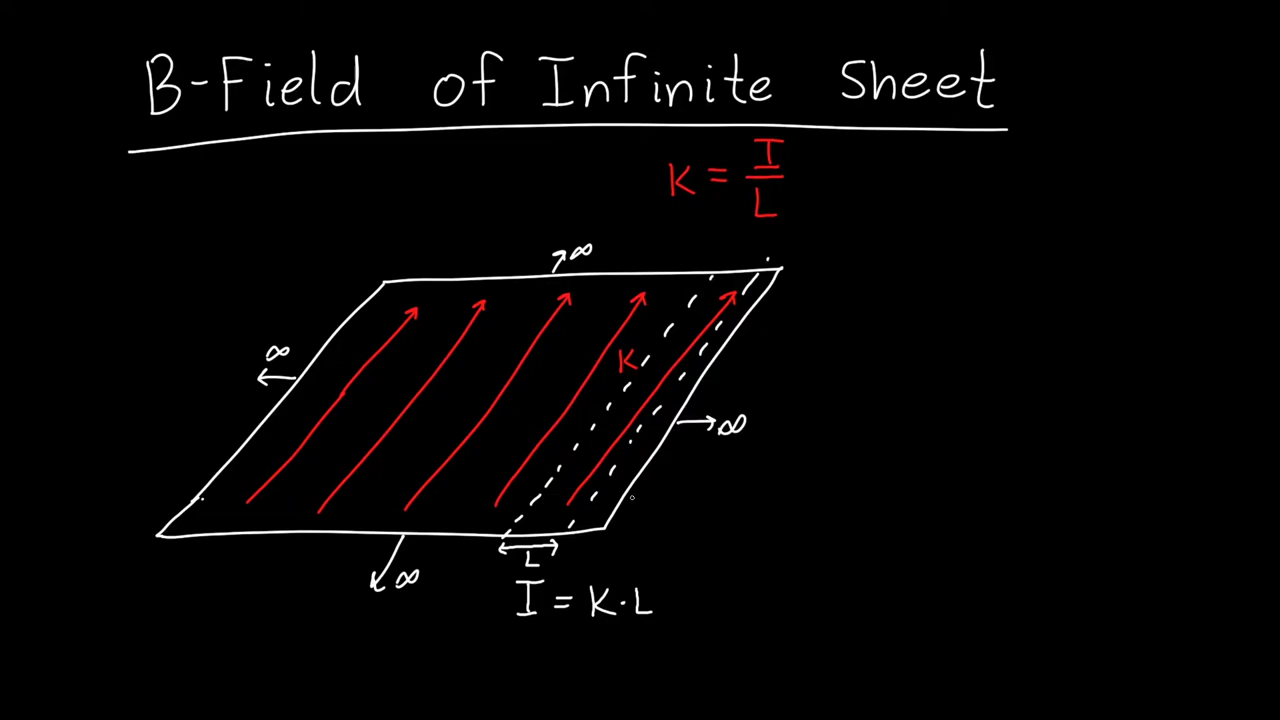 B-Field of Infinite Sheet
K = I/L
↗∞
∞
←
K
→∞
L
↙∞
I = K·L